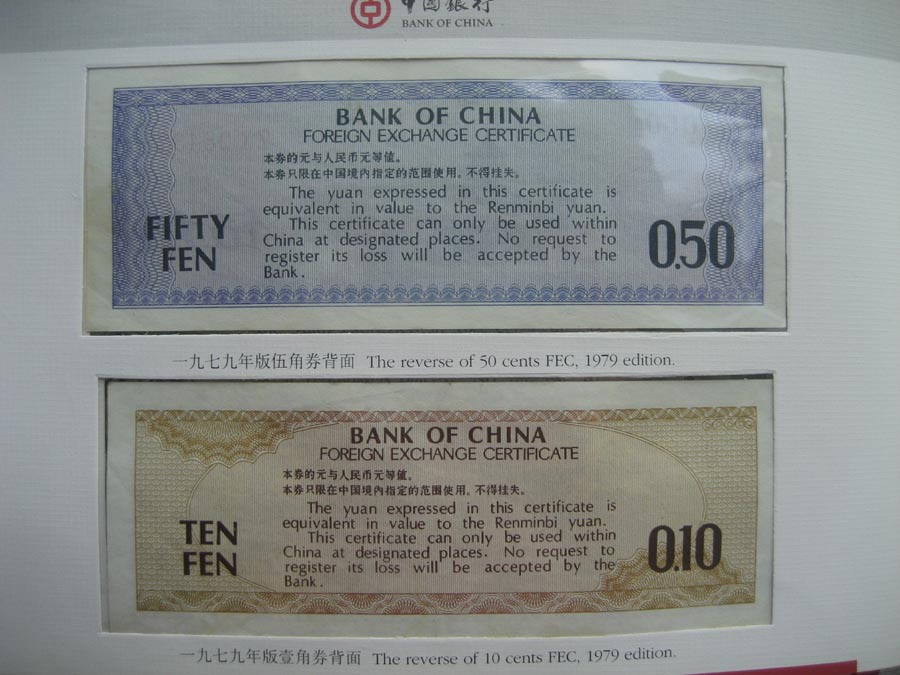 中国银行
BANK OF CHINA
BANK OF CHINA
FOREIGN EXCHANGE CERTIFICATE
本券的元与人民币元等值。
本券只限在中国境内指定的范围使用。不得挂失。
The yuan expressed in this certificate is
equivalent in value to the Renminbi yuan.
This certificate can only be used within
China at designated places. No request to
register its loss will be accepted by the
Bank.
FIFTY
FEN
0.50
一九七九年版伍角券背面 The reverse of 50 cents FEC, 1979 edition.
BANK OF CHINA
FOREIGN EXCHANGE CERTIFICATE
本券的元与人民币元等值。
本券只限在中国境内指定的范围使用。不得挂失。
The yuan expressed in this certificate is
equivalent in value to the Renminbi yuan.
This certificate can only be used within
China at designated places. No request to
register its loss will be accepted by the
Bank.
TEN
FEN
0.10
一九七九年版壹角券背面 The reverse of 10 cents FEC, 1979 edition.